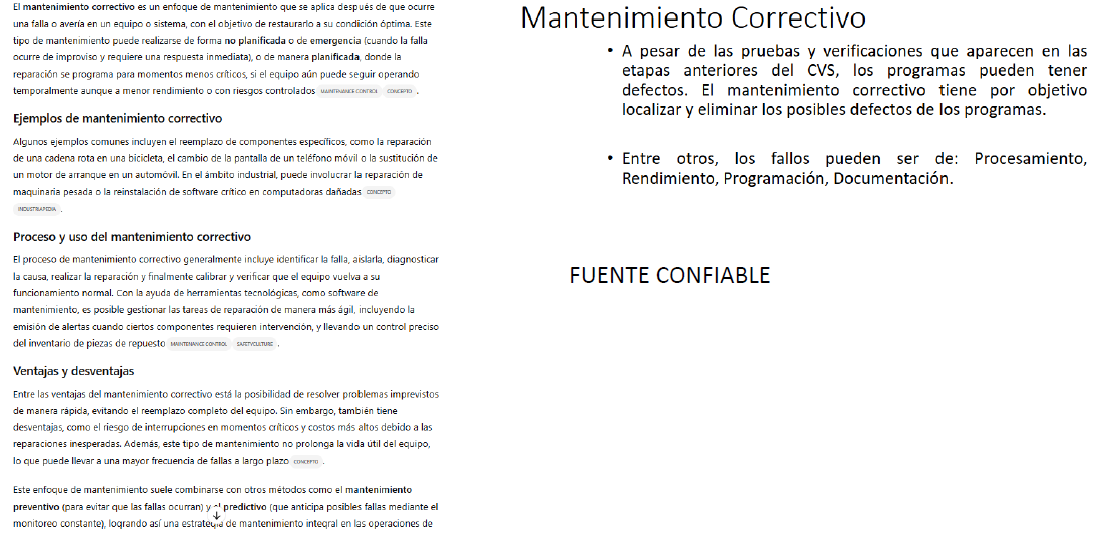 El mantenimiento correctivo es un enfoque de mantenimiento que se aplica después de que ocurre
una falla o avería en un equipo o sistema, con el objetivo de restaurarlo a su condición óptima. Este
tipo de mantenimiento puede realizarse de forma no planificada o de emergencia (cuando la falla
ocurre de improviso y requiere una respuesta inmediata), o de manera planificada, donde la
reparación se programa para momentos menos críticos, si el equipo aún puede seguir operando
temporalmente aunque a menor rendimiento o con riesgos controlados MAINTENANCE CONTROL CONCEPTO .
Ejemplos de mantenimiento correctivo
Algunos ejemplos comunes incluyen el reemplazo de componentes específicos, como la reparación
de una cadena rota en una bicicleta, el cambio de la pantalla de un teléfono móvil o la sustitución de
un motor de arranque en un automóvil. En el ámbito industrial, puede involucrar la reparación de
maquinaria pesada o la reinstalación de software crítico en computadoras dañadas CONCEPTO
INDUSTRIAPEDIA .
Proceso y uso del mantenimiento correctivo
El proceso de mantenimiento correctivo generalmente incluye identificar la falla, aislarla, diagnosticar
la causa, realizar la reparación y finalmente calibrar y verificar que el equipo vuelva a su
funcionamiento normal. Con la ayuda de herramientas tecnológicas, como software de
mantenimiento, es posible gestionar las tareas de reparación de manera más ágil, incluyendo la
emisión de alertas cuando ciertos componentes requieren intervención, y llevando un control preciso
del inventario de piezas de repuesto MAINTENANCE CONTROL SAFETYCULTURE .
Ventajas y desventajas
Entre las ventajas del mantenimiento correctivo está la posibilidad de resolver problemas imprevistos
de manera rápida, evitando el reemplazo completo del equipo. Sin embargo, también tiene
desventajas, como el riesgo de interrupciones en momentos críticos y costos más altos debido a las
reparaciones inesperadas. Además, este tipo de mantenimiento no prolonga la vida útil del equipo,
lo que puede llevar a una mayor frecuencia de fallas a largo plazo CONCEPTO .
Este enfoque de mantenimiento suele combinarse con otros métodos como el mantenimiento
preventivo (para evitar que las fallas ocurran) y el predictivo (que anticipa posibles fallas mediante el
monitoreo constante), logrando así una estrategia de mantenimiento integral en las operaciones de
Mantenimiento Correctivo
• A pesar de las pruebas y verificaciones que aparecen en las
etapas anteriores del CVS, los programas pueden tener
defectos. El mantenimiento correctivo tiene por objetivo
localizar y eliminar los posibles defectos de los programas.
• Entre otros, los fallos pueden ser de: Procesamiento,
Rendimiento, Programación, Documentación.
FUENTE CONFIABLE